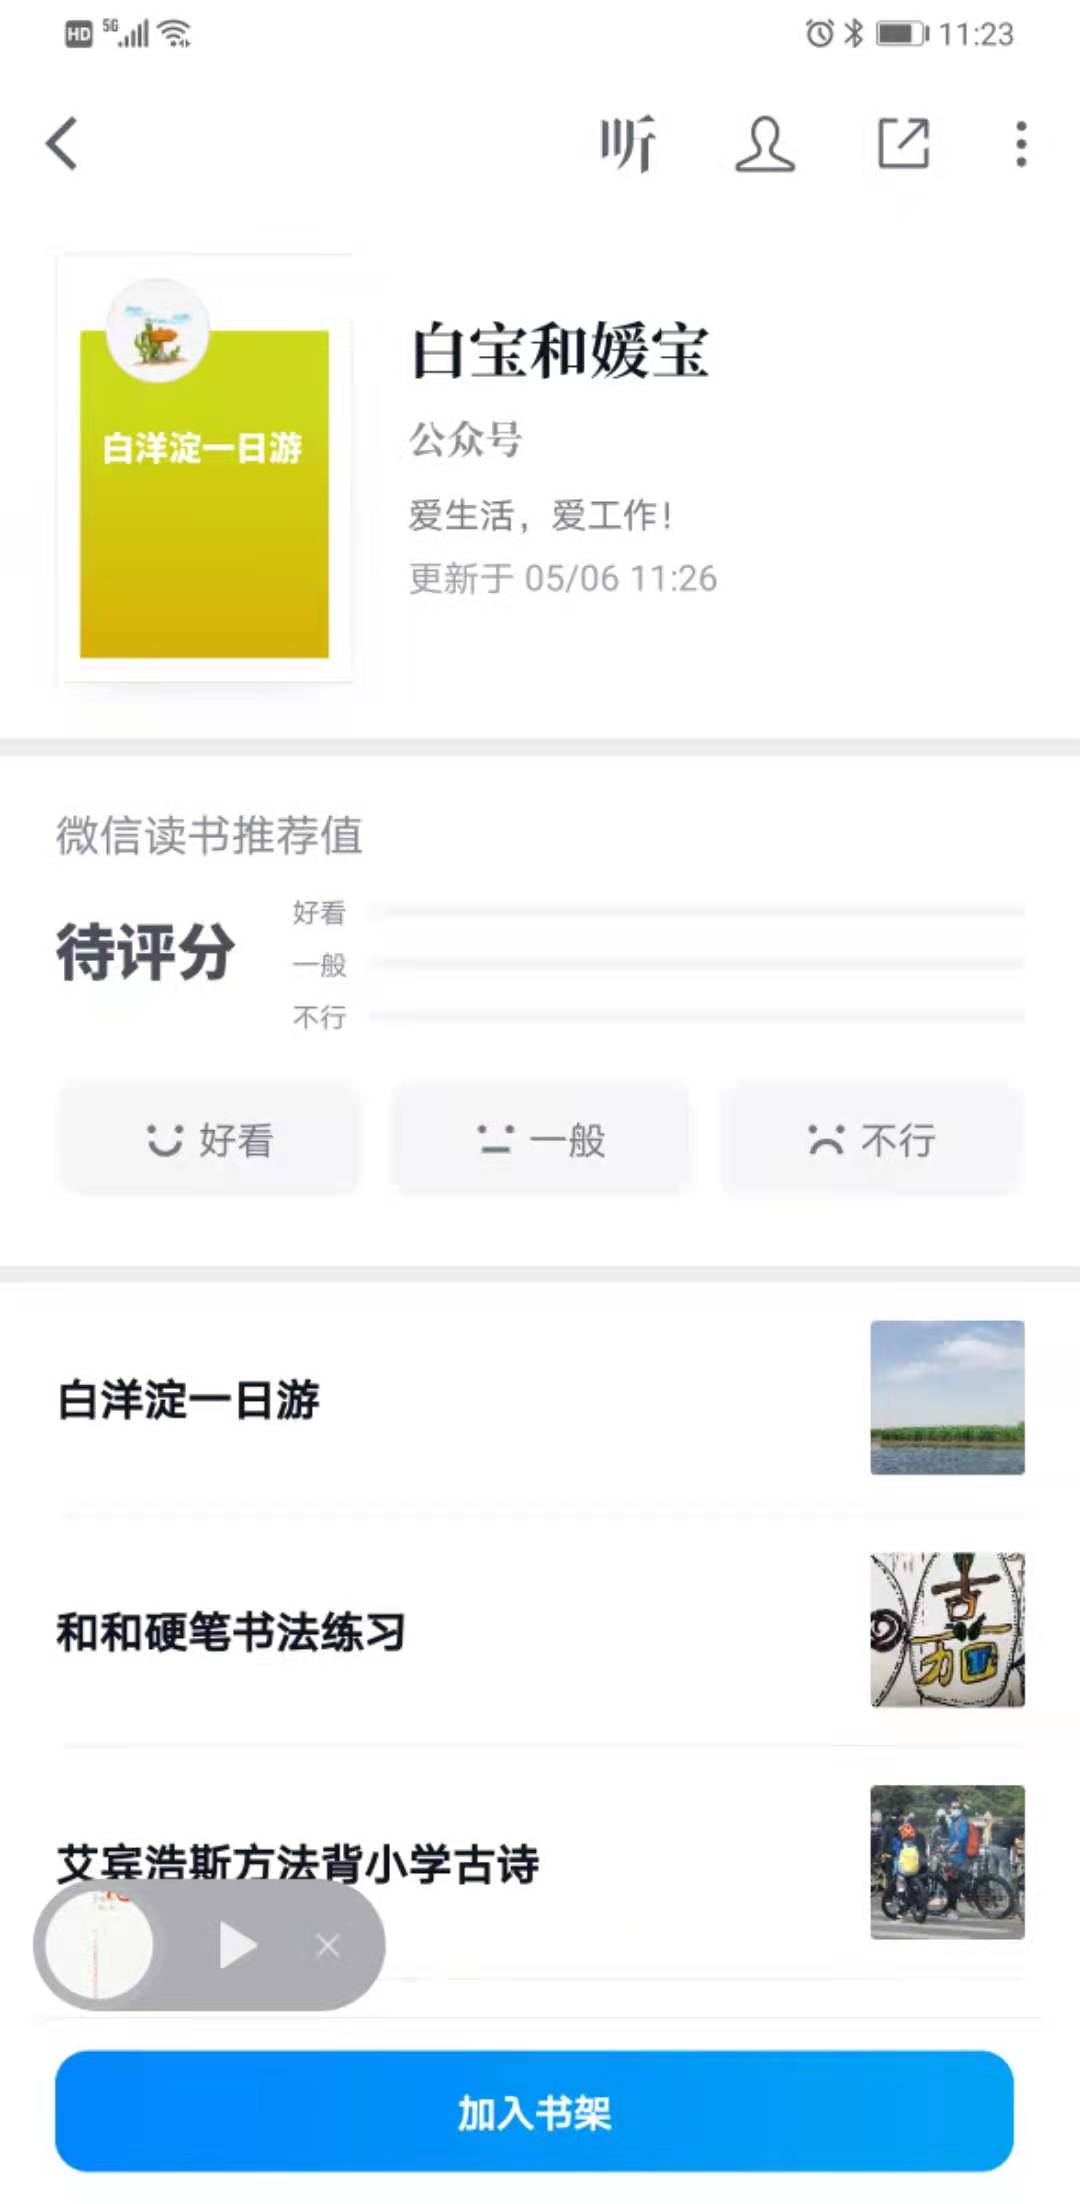 HD 5G 11:23
听
白洋淀一日游
白宝和媛宝
公众号
爱生活，爱工作！
更新于 05/06 11:26
微信读书推荐值
待评分
好看
一般
不行
好看 一般 不行
白洋淀一日游
和和硬笔书法练习
嘉
艾宾浩斯方法背小学古诗
加入书架